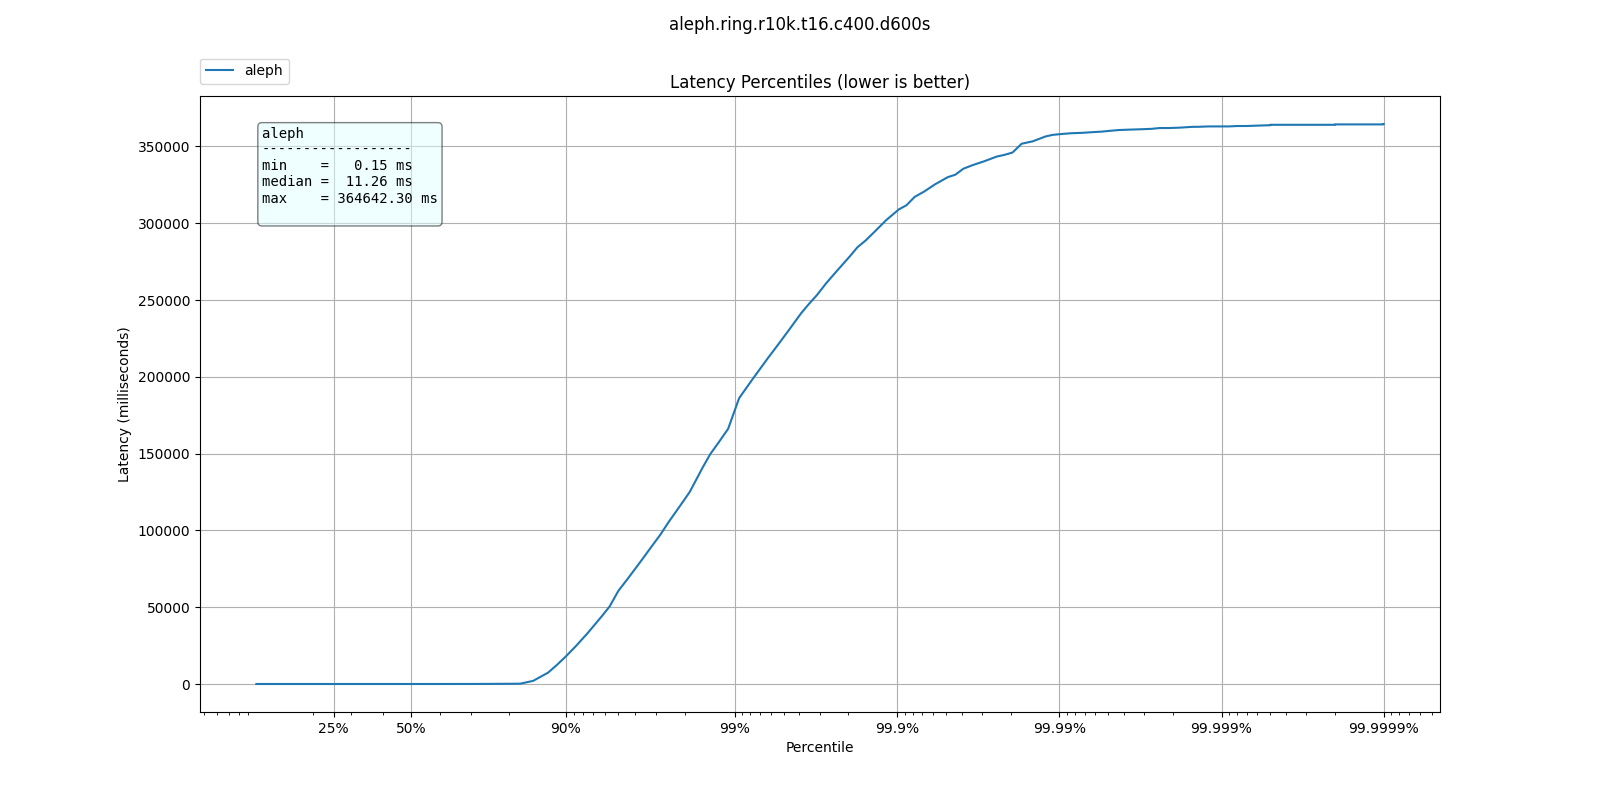 aleph.ring.r10k.t16.c400.d600s
aleph
Latency Percentiles (lower is better)
aleph
------------------
min    =   0.15 ms
median =  11.26 ms
max    = 364642.30 ms
350000
300000
250000
200000
150000
100000
50000
0
Latency (milliseconds)
25% 50% 90% 99% 99.9% 99.99% 99.999% 99.9999%
Percentile